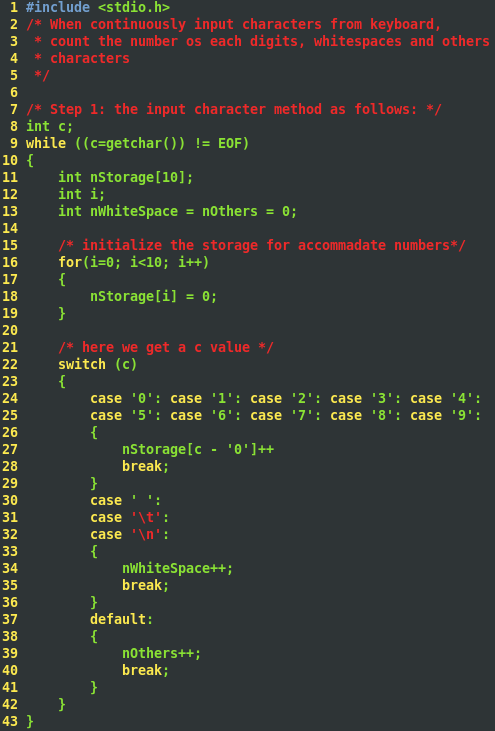 1 #include <stdio.h>
2 /* When continuously input characters from keyboard,
3  * count the number os each digits, whitespaces and others
4  * characters
5  */
6
7 /* Step 1: the input character method as follows: */
8 int c;
9 while ((c=getchar()) != EOF)
10 {
11     int nStorage[10];
12     int i;
13     int nWhiteSpace = nOthers = 0;
14
15     /* initialize the storage for accommadate numbers*/
16     for(i=0; i<10; i++)
17     {
18         nStorage[i] = 0;
19     }
20
21     /* here we get a c value */
22     switch (c)
23     {
24         case '0': case '1': case '2': case '3': case '4':
25         case '5': case '6': case '7': case '8': case '9':
26         {
27             nStorage[c - '0']++
28             break;
29         }
30         case ' ':
31         case '\t':
32         case '\n':
33         {
34             nWhiteSpace++;
35             break;
36         }
37         default:
38         {
39             nOthers++;
40             break;
41         }
42     }
43 }